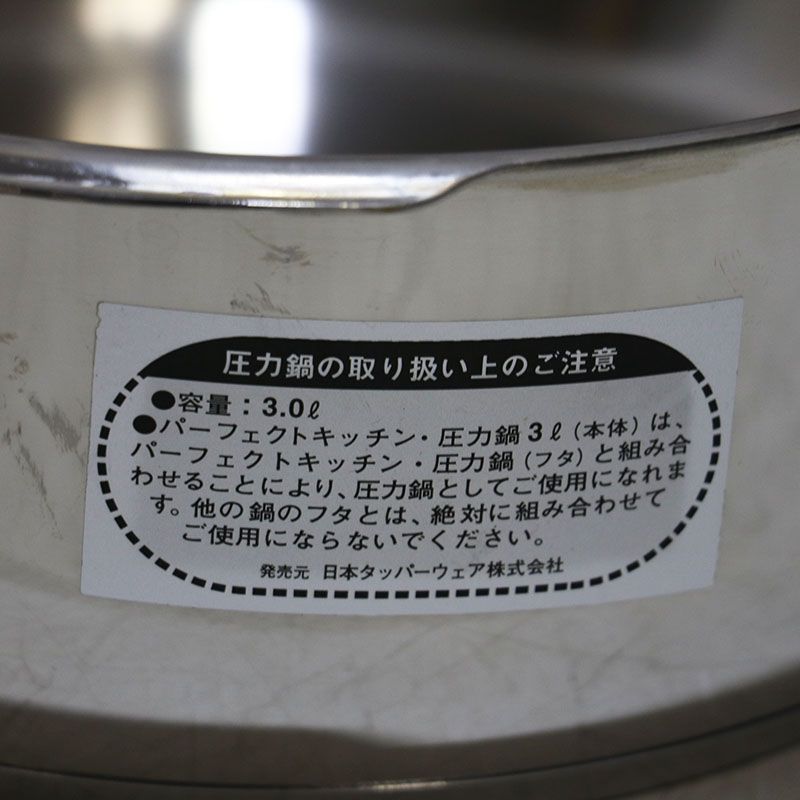 圧力鍋の取り扱い上のご注意
●容量：3.0ℓ
●パーフェクトキッチン・圧力鍋3ℓ（本体）は、
パーフェクトキッチン・圧力鍋（フタ）と組み合
わせることにより、圧力鍋としてご使用になれま
す。他の鍋のフタとは、絶対に組み合わせて
ご使用にならないでください。
発売元 日本タッパーウェア株式会社